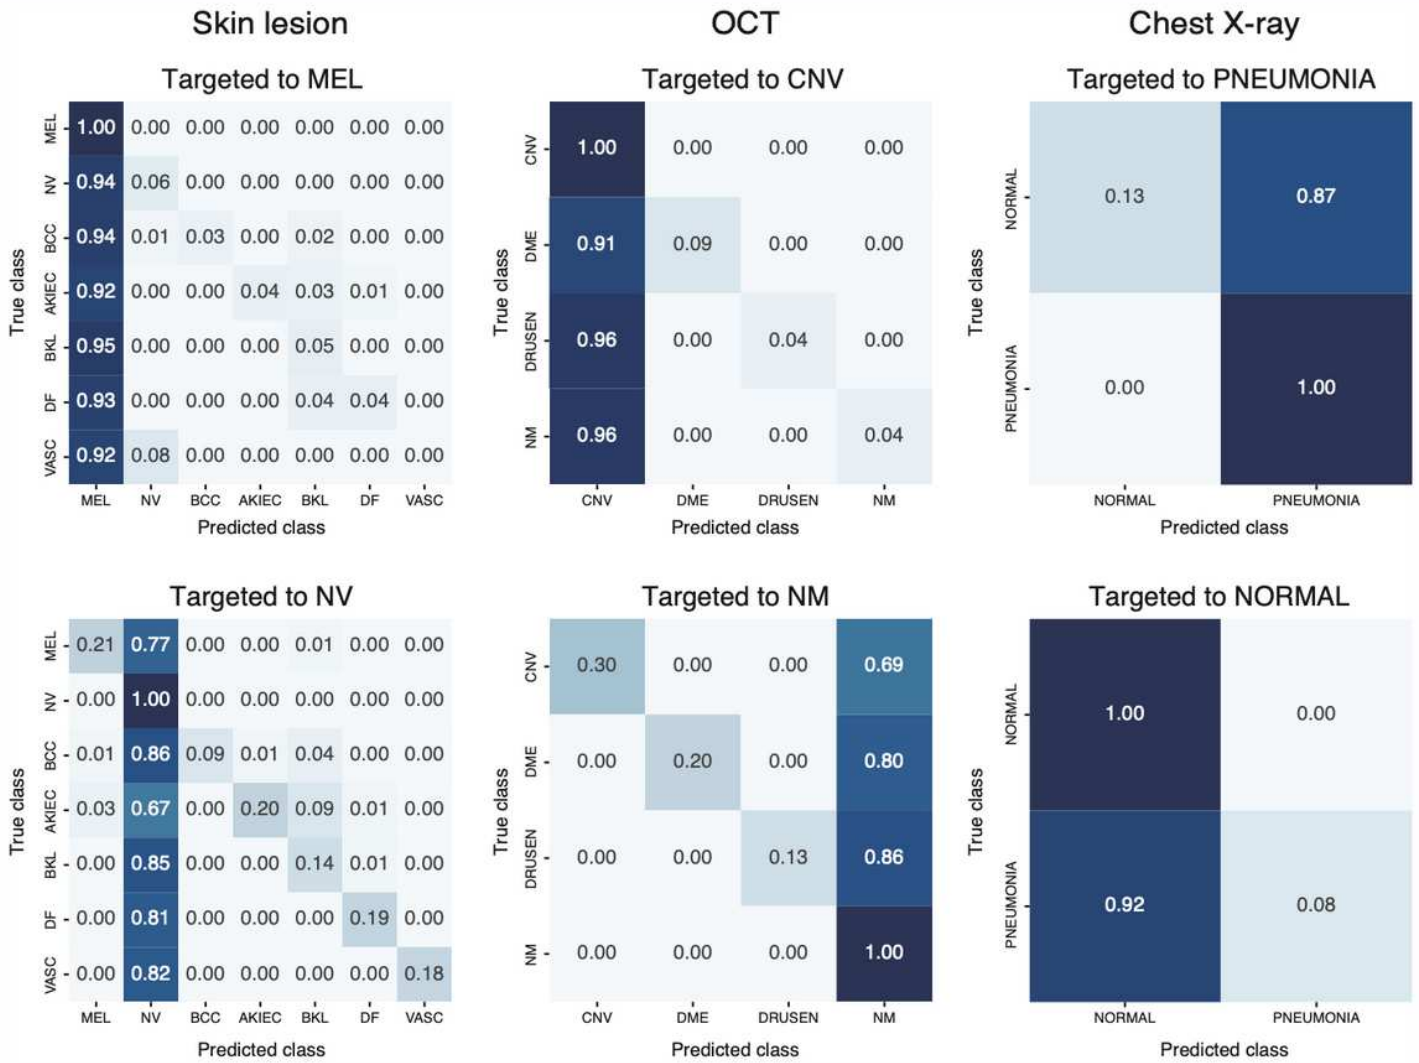 Skin lesion OCT Chest X-ray
Targeted to MEL
True class
MEL 1.00 0.00 0.00 0.00 0.00 0.00 0.00
NV 0.94 0.06 0.00 0.00 0.00 0.00 0.00
BCC 0.94 0.01 0.03 0.00 0.02 0.00 0.00
AKIEC 0.92 0.00 0.00 0.04 0.03 0.01 0.00
BKL 0.95 0.00 0.00 0.00 0.05 0.00 0.00
DF 0.93 0.00 0.00 0.00 0.04 0.04 0.00
VASC 0.92 0.08 0.00 0.00 0.00 0.00 0.00
MEL NV BCC AKIEC BKL DF VASC
Predicted class
Targeted to CNV
True class
CNV 1.00 0.00 0.00 0.00
DME 0.91 0.09 0.00 0.00
DRUSEN 0.96 0.00 0.04 0.00
NM 0.96 0.00 0.00 0.04
CNV DME DRUSEN NM
Predicted class
Targeted to PNEUMONIA
True class
NORMAL 0.13 0.87
PNEUMONIA 0.00 1.00
NORMAL PNEUMONIA
Predicted class
Targeted to NV
True class
MEL 0.21 0.77 0.00 0.00 0.01 0.00 0.00
NV 0.00 1.00 0.00 0.00 0.00 0.00 0.00
BCC 0.01 0.86 0.09 0.01 0.04 0.00 0.00
AKIEC 0.03 0.67 0.00 0.20 0.09 0.01 0.00
BKL 0.00 0.85 0.00 0.00 0.14 0.01 0.00
DF 0.00 0.81 0.00 0.00 0.00 0.19 0.00
VASC 0.00 0.82 0.00 0.00 0.00 0.00 0.18
MEL NV BCC AKIEC BKL DF VASC
Predicted class
Targeted to NM
True class
CNV 0.30 0.00 0.00 0.69
DME 0.00 0.20 0.00 0.80
DRUSEN 0.00 0.00 0.13 0.86
NM 0.00 0.00 0.00 1.00
CNV DME DRUSEN NM
Predicted class
Targeted to NORMAL
True class
NORMAL 1.00 0.00
PNEUMONIA 0.92 0.08
NORMAL PNEUMONIA
Predicted class